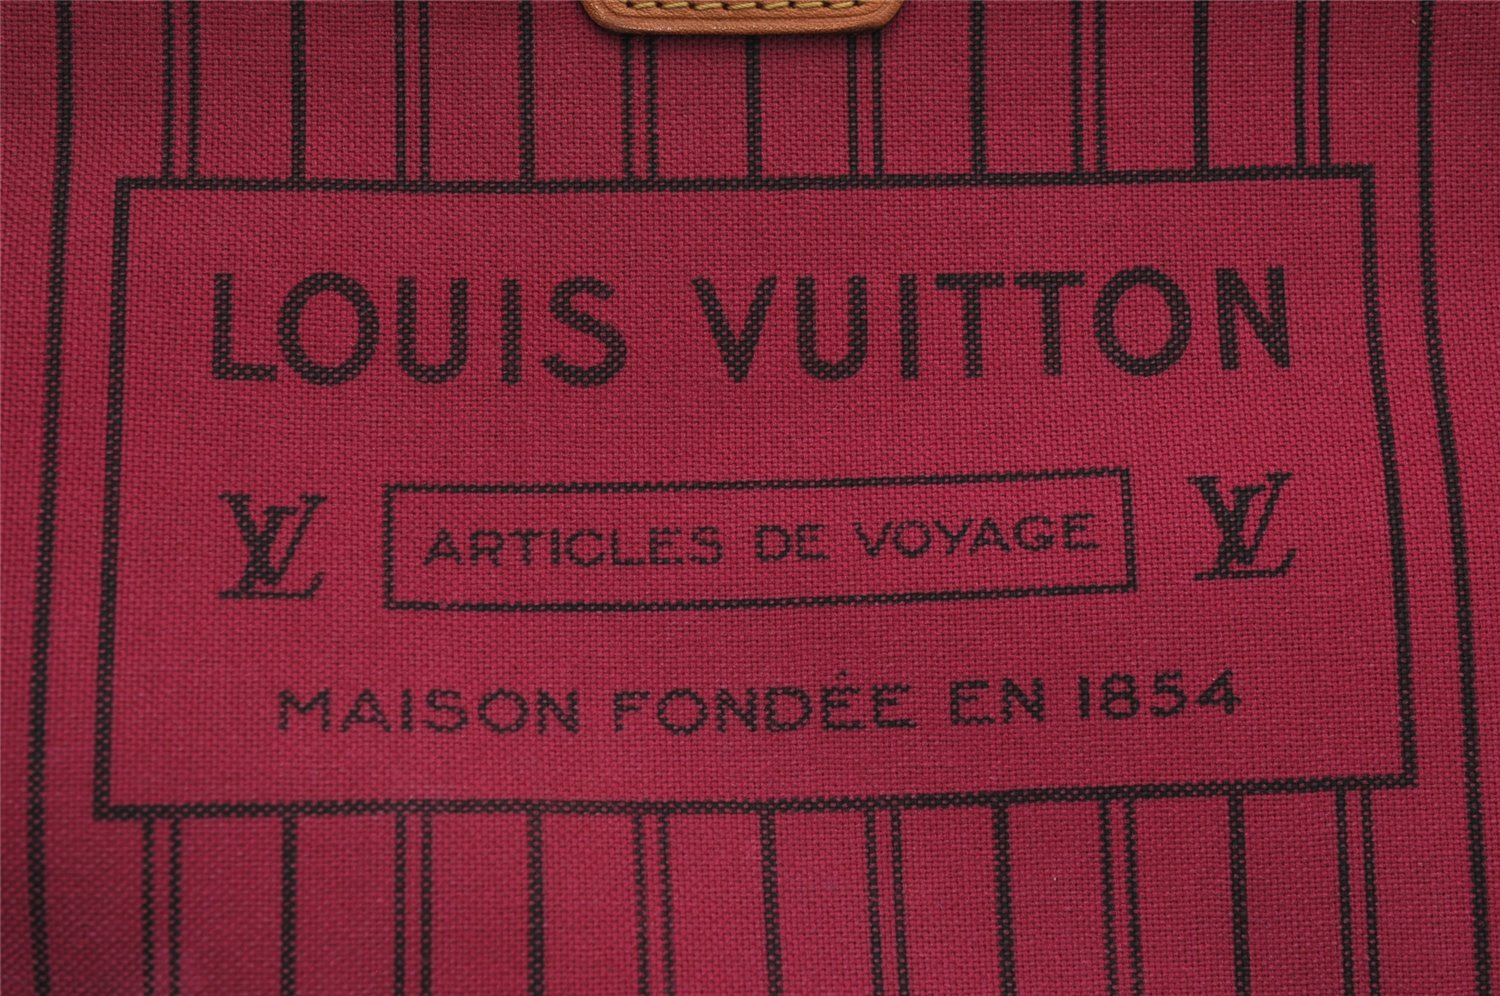 LOUIS VUITTON
LV ARTICLES DE VOYAGE LV
MAISON FONDÉE EN 1854